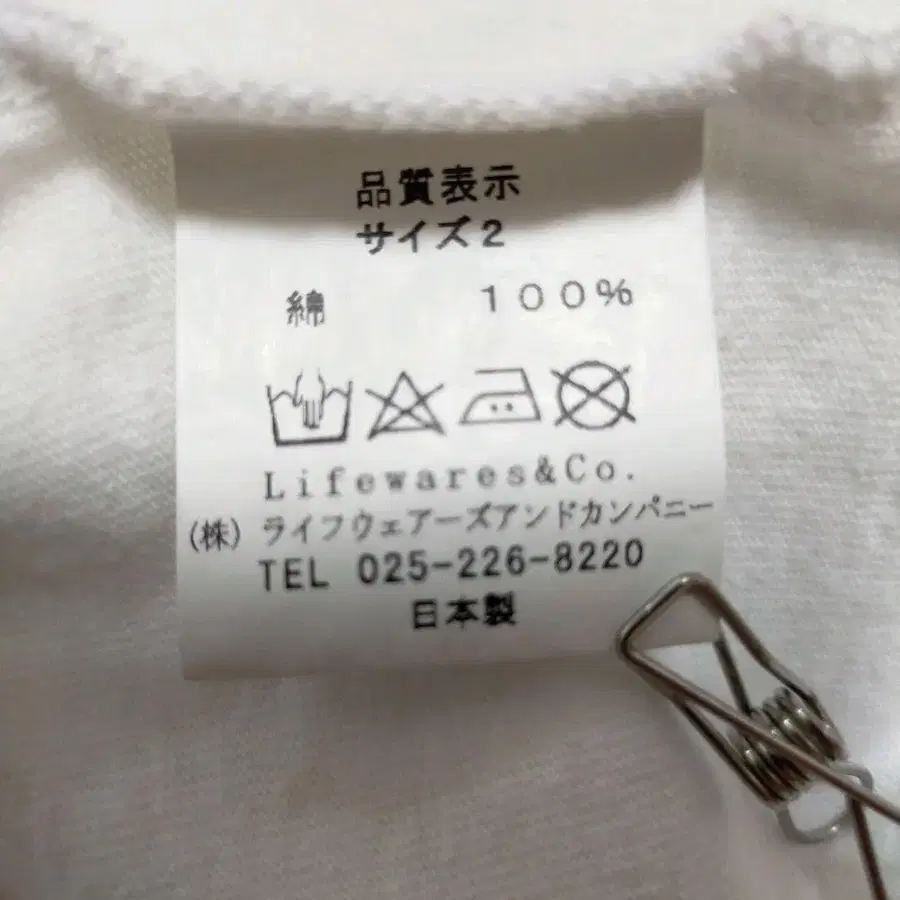 品質表示
サイズ2
綿 100%
Lifewares&Co.
(株) ライフウェアーズアンドカンパニー
TEL 025-226-8220
日本製